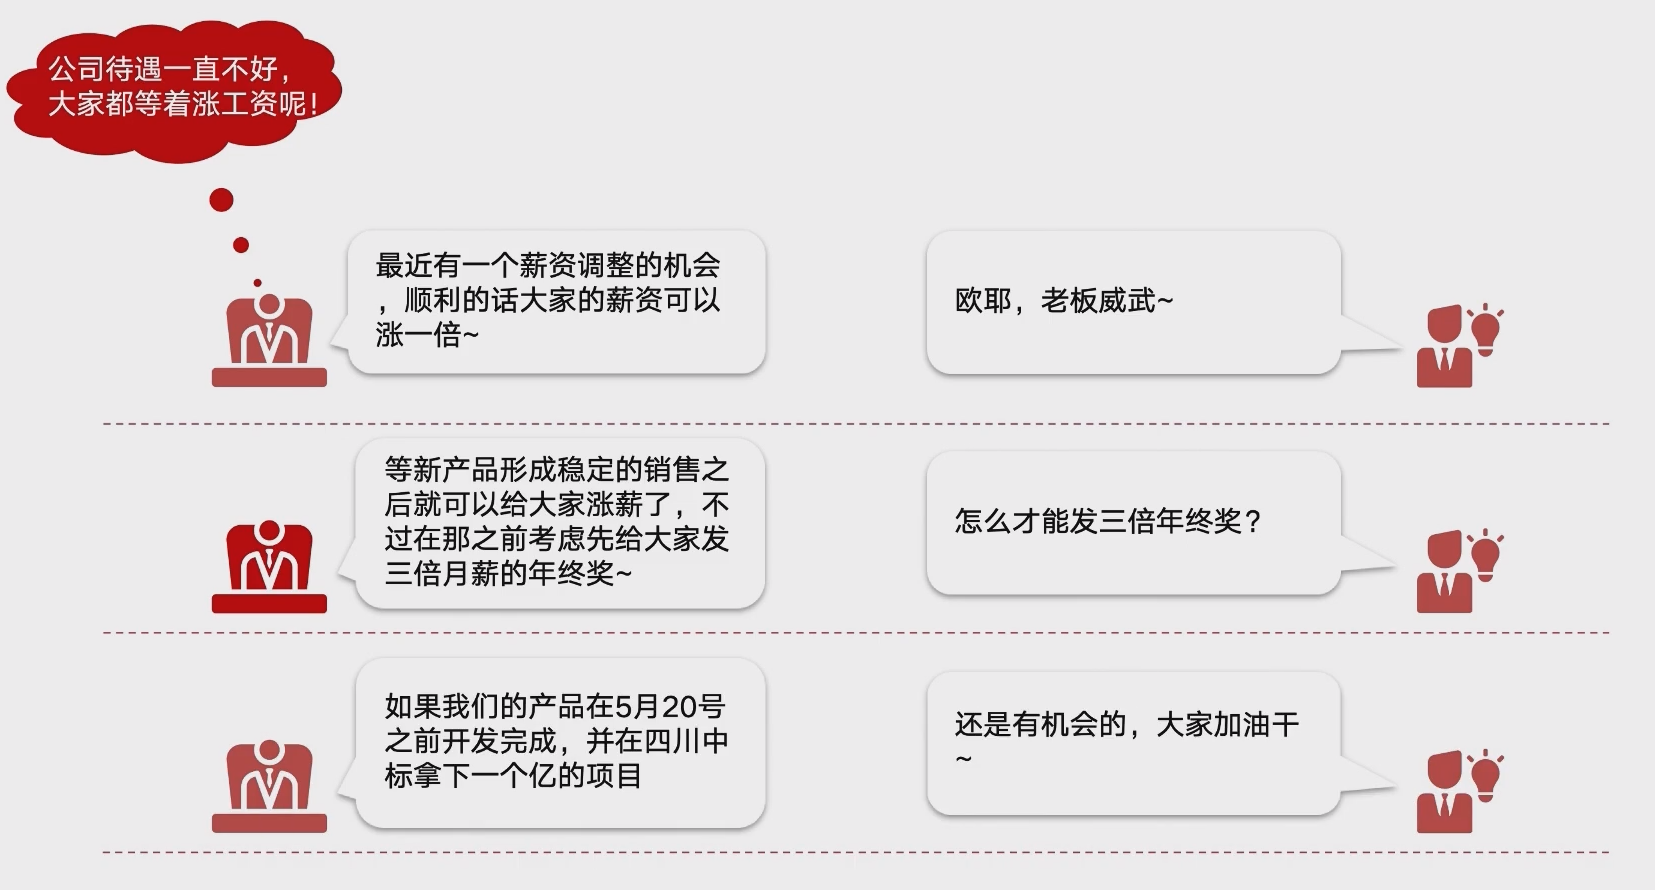 公司待遇一直不好，
大家都等着涨工资呢！
最近有一个薪资调整的机会
，顺利的话大家的薪资可以
涨一倍~
欧耶，老板威武~
等新产品形成稳定的销售之
后就可以给大家涨薪了，不
过在那之前考虑先给大家发
三倍月薪的年终奖~
怎么才能发三倍年终奖？
如果我们的产品在5月20号
之前开发完成，并在四川中
标拿下一个亿的项目
还是有机会的，大家加油干
~